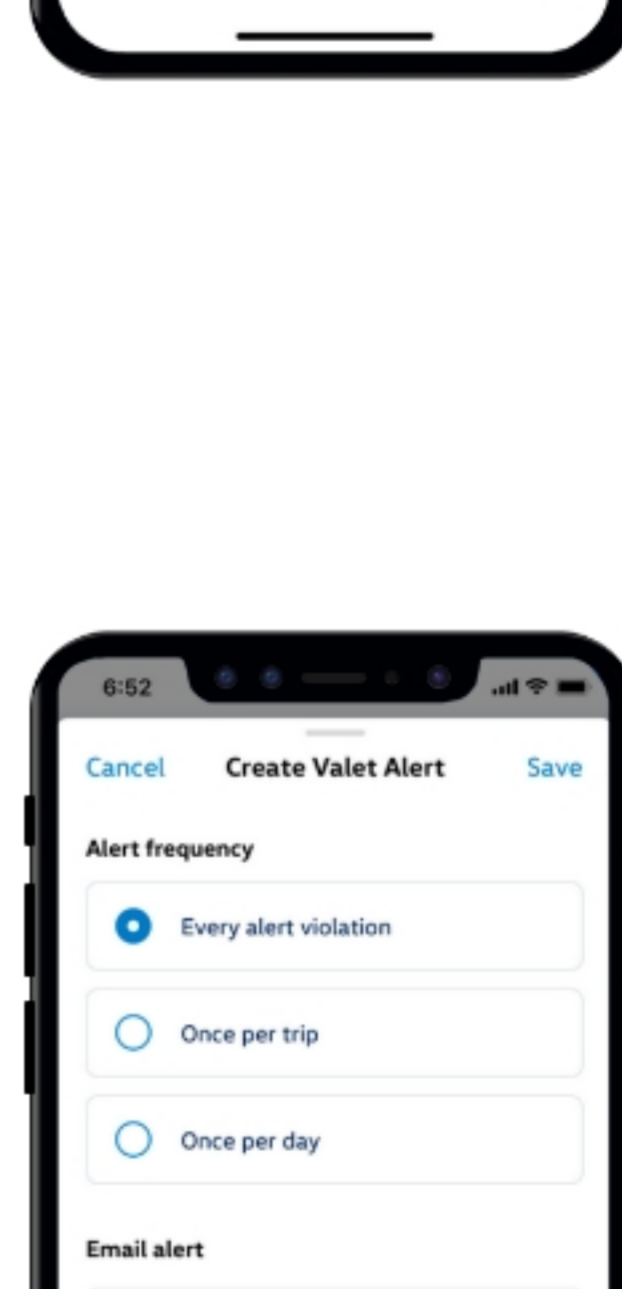 6:52
Cancel Create Valet Alert Save
Alert frequency
Every alert violation
Once per trip
Once per day
Email alert